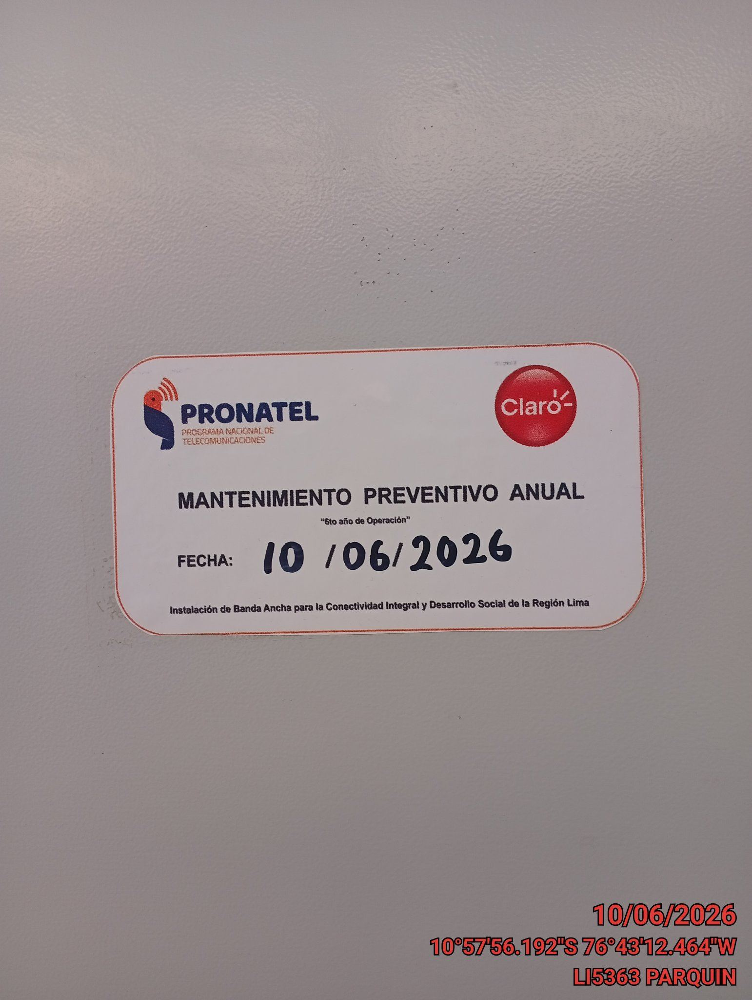 PRONATEL
PROGRAMA NACIONAL DE
TELECOMUNICACIONES
Claro
MANTENIMIENTO PREVENTIVO ANUAL
“6to año de Operación”
FECHA: 10 / 06 / 2026
Instalación de Banda Ancha para la Conectividad Integral y Desarrollo Social de la Región Lima
10/06/2026
10°57'56.192"S 76°43'12.464"W
LI5363 PARQUIN